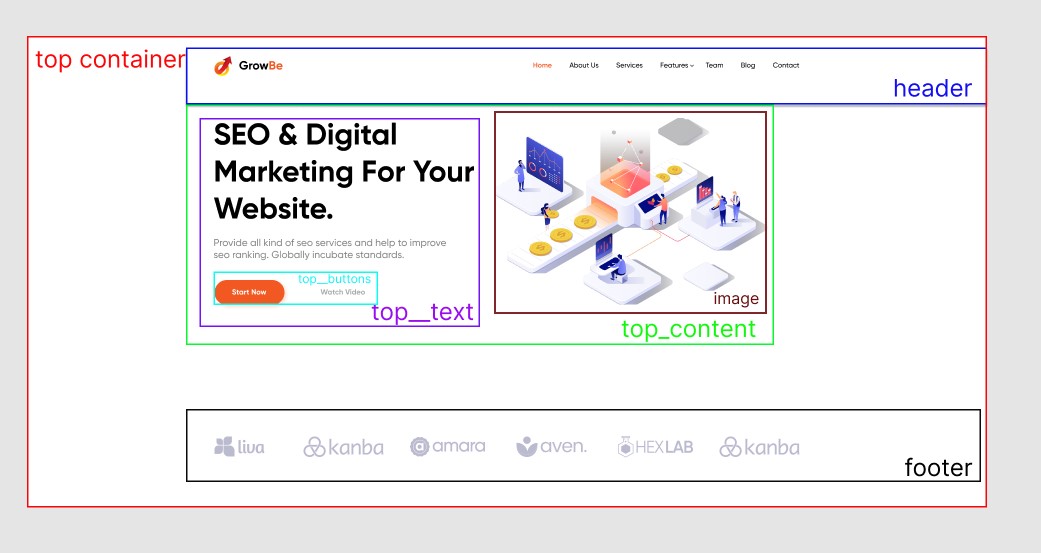 top container
GrowBe
Home About Us Services Features Team Blog Contact
header
SEO & Digital
Marketing For Your
Website.
Provide all kind of seo services and help to improve
seo ranking. Globally incubate standards.
top__buttons
Start Now Watch Video
top__text
image
top_content
liva kanba amara aven. HEXLAB kanba
footer